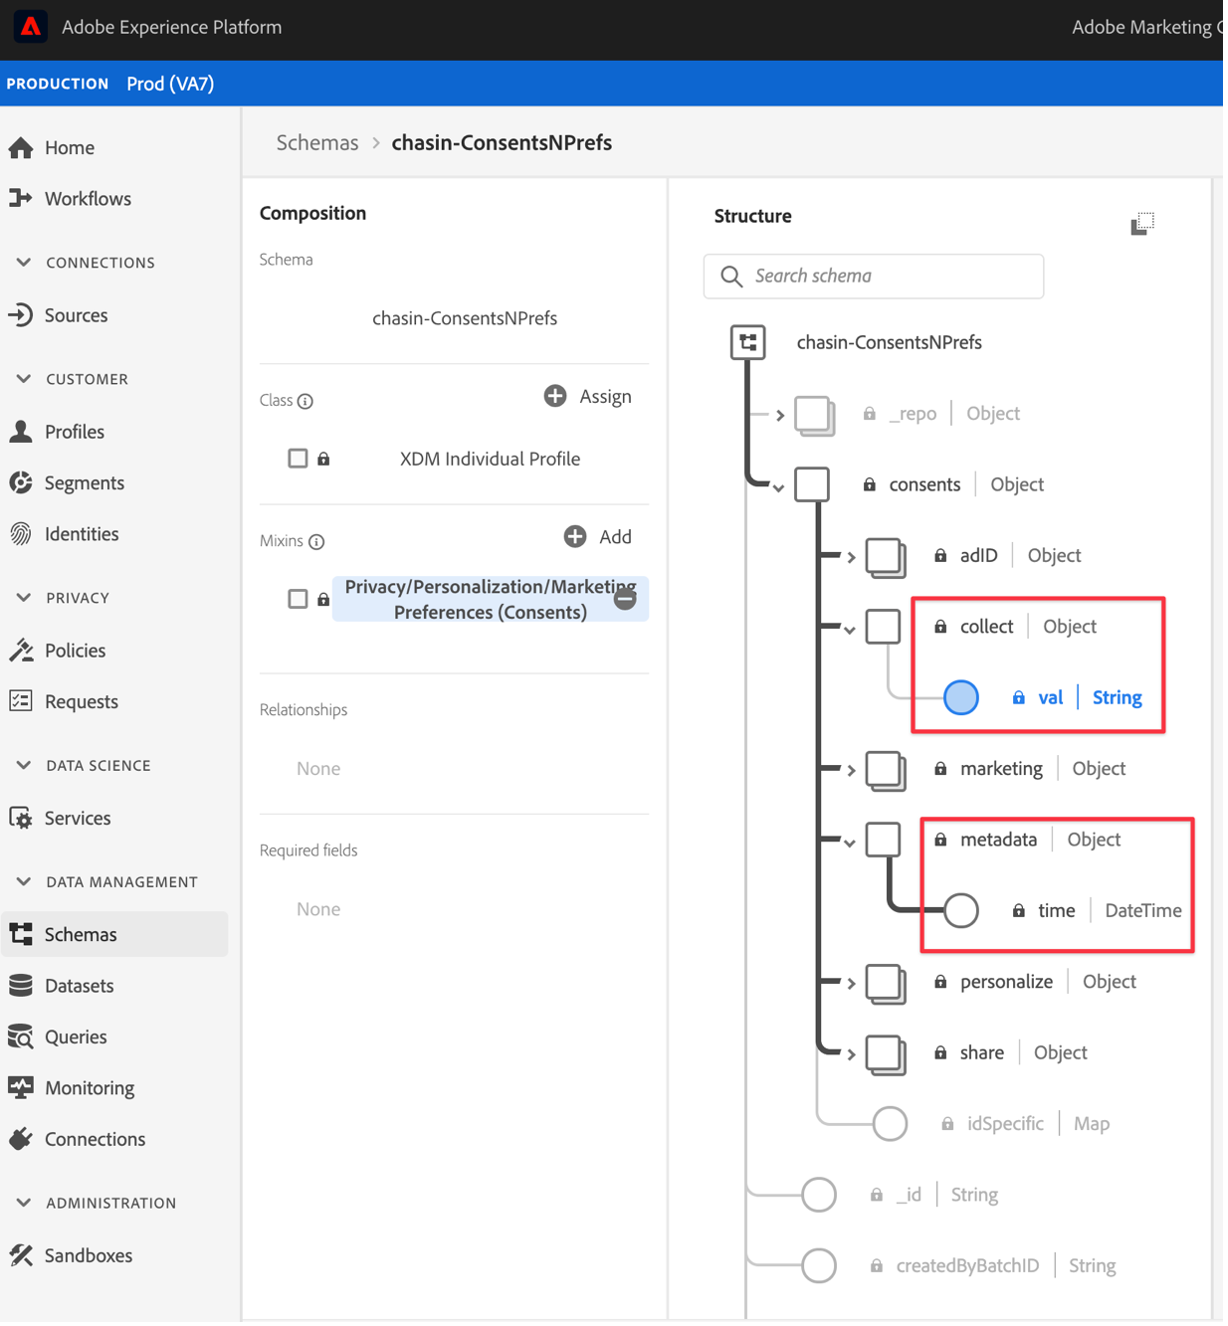 Adobe Experience Platform
Adobe Marketing C
PRODUCTION Prod (VA7)
Home
Workflows
CONNECTIONS
Sources
CUSTOMER
Profiles
Segments
Identities
PRIVACY
Policies
Requests
DATA SCIENCE
Services
DATA MANAGEMENT
Schemas
Datasets
Queries
Monitoring
Connections
ADMINISTRATION
Sandboxes
Schemas > chasin-ConsentsNPrefs
Composition
Schema
chasin-ConsentsNPrefs
Class
Assign
XDM Individual Profile
Mixins
Add
Privacy/Personalization/Marketing
Preferences (Consents)
Relationships
None
Required fields
None
Structure
Search schema
chasin-ConsentsNPrefs
_repo | Object
consents | Object
adID | Object
collect | Object
val | String
marketing | Object
metadata | Object
time | DateTime
personalize | Object
share | Object
idSpecific | Map
_id | String
createdByBatchID | String